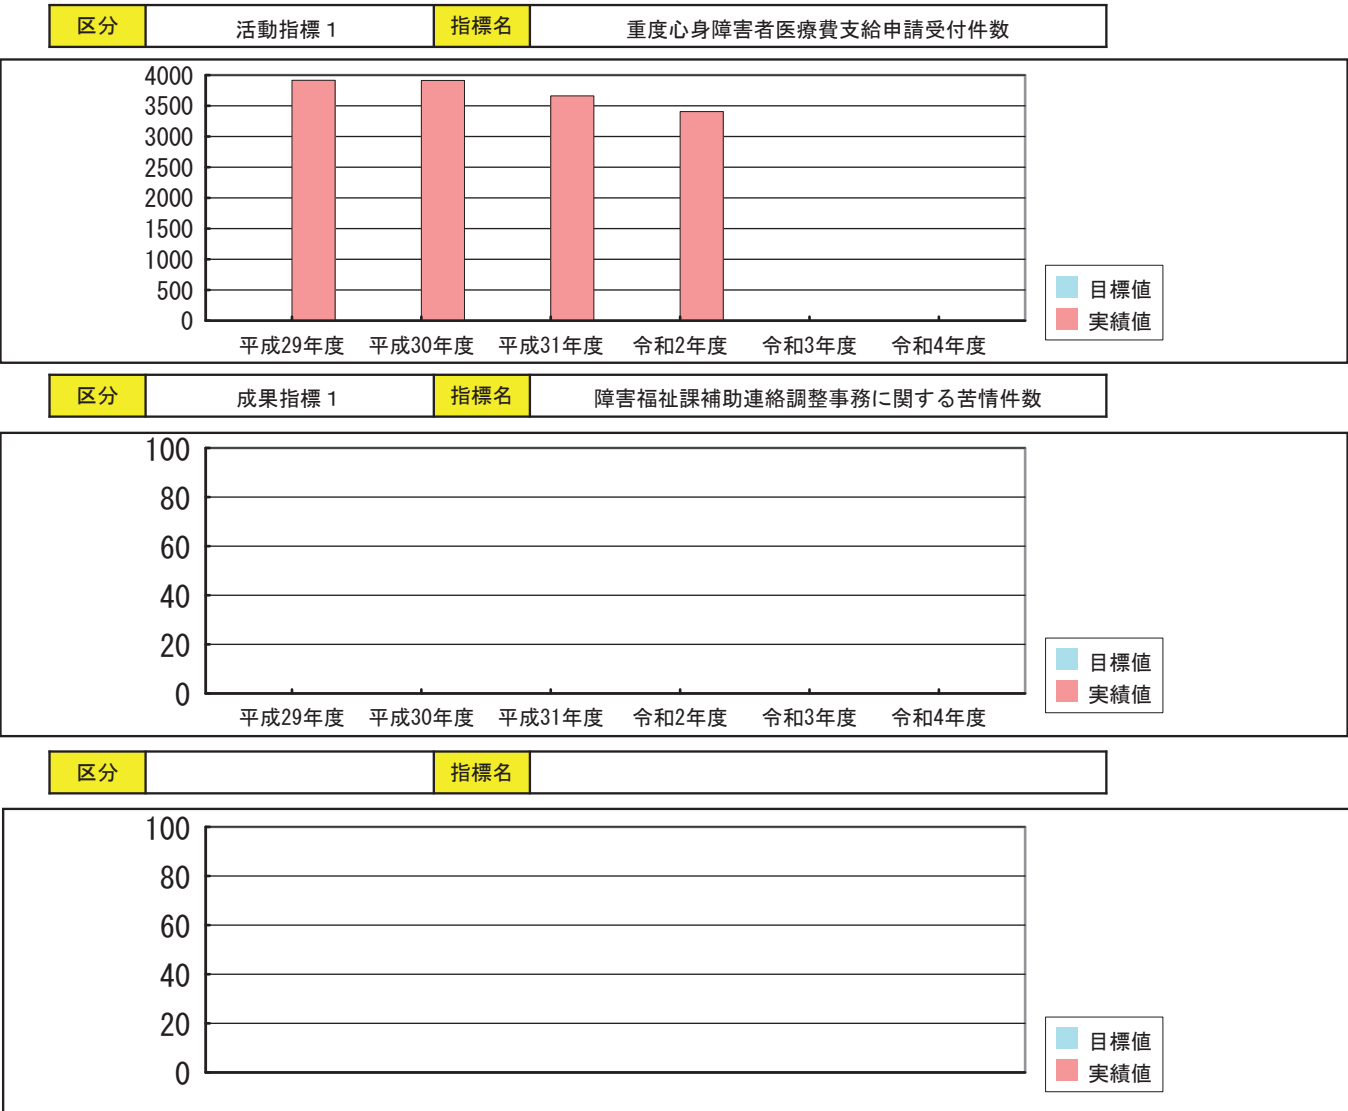 区分 活動指標１ 指標名 重度心身障害者医療費支給申請受付件数
4000
3500
3000
2500
2000
1500
1000
500
0
平成29年度 平成30年度 平成31年度 令和2年度 令和3年度 令和4年度
目標値
実績値
区分 成果指標１ 指標名 障害福祉課補助連絡調整事務に関する苦情件数
100
80
60
40
20
0
平成29年度 平成30年度 平成31年度 令和2年度 令和3年度 令和4年度
目標値
実績値
区分 指標名
100
80
60
40
20
0
目標値
実績値